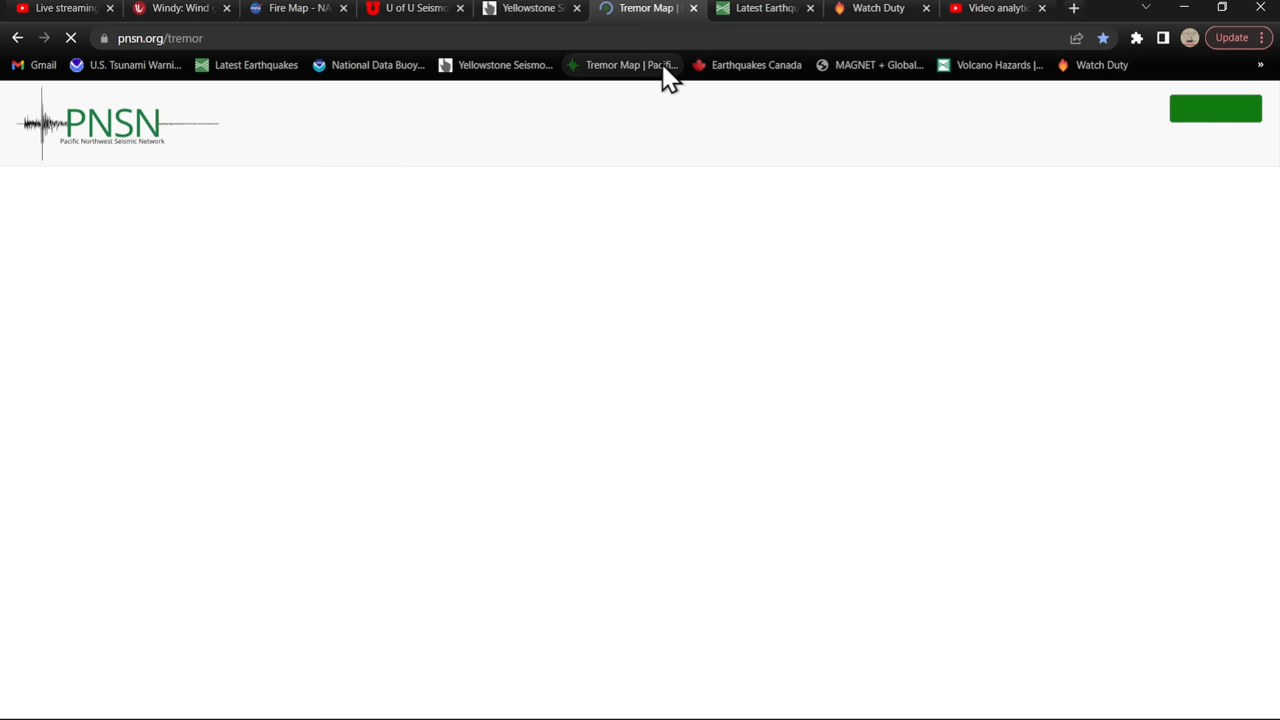 Live streaming
Windy: Wind
Fire Map - NA
U of U Seismo
Yellowstone S
Tremor Map |
Latest Earthqu
Watch Duty
Video analytic
pnsn.org/tremor
Update
Gmail
U.S. Tsunami Warni...
Latest Earthquakes
National Data Buoy...
Yellowstone Seismo...
Tremor Map | Pacifi...
Earthquakes Canada
MAGNET + Global...
Volcano Hazards |...
Watch Duty
»
PNSN
Pacific Northwest Seismic Network